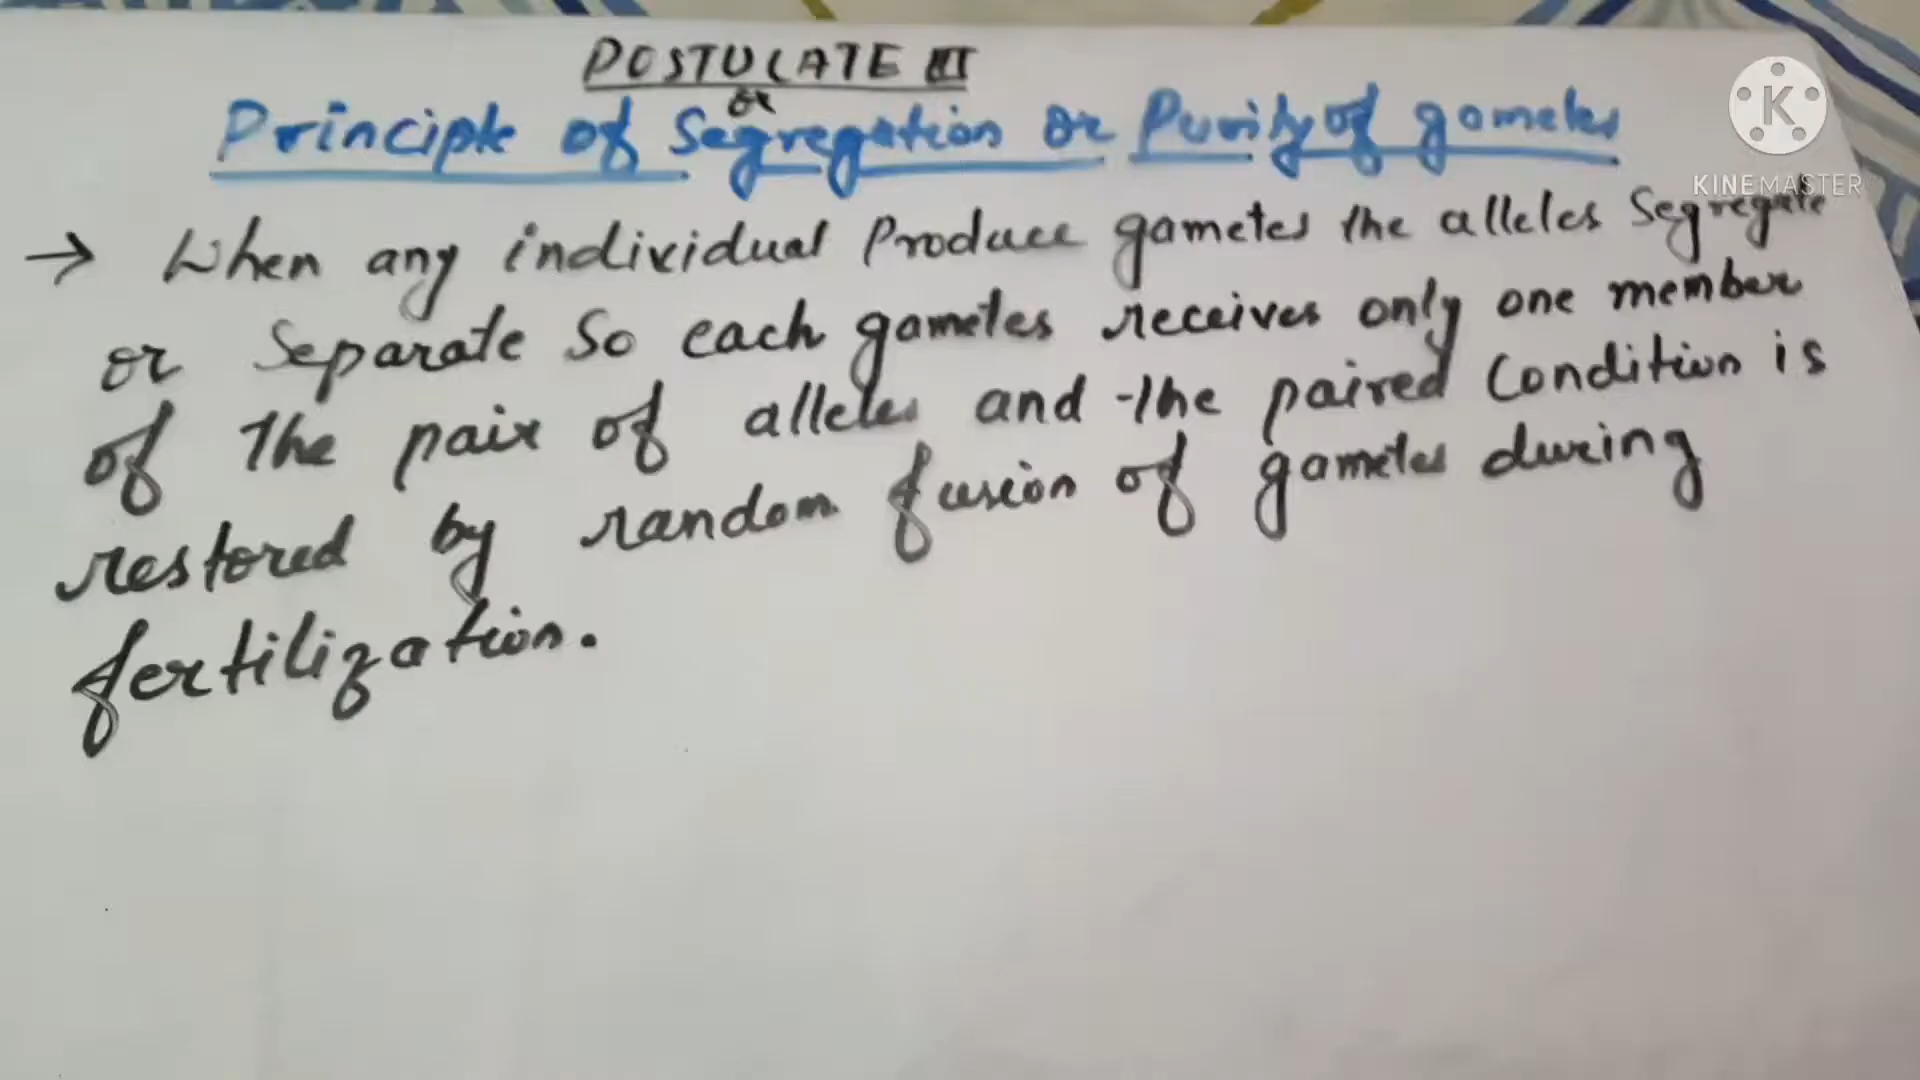 POSTULATE III
or
Principle of Segregation or Purity of gametes
→ When any individual Produce gametes the alleles Segregate
or Separate So each gametes receives only one member
of The pair of alleles and the paired Condition is
restored by random fusion of gametes during
fertilization.
K
KINEMASTER